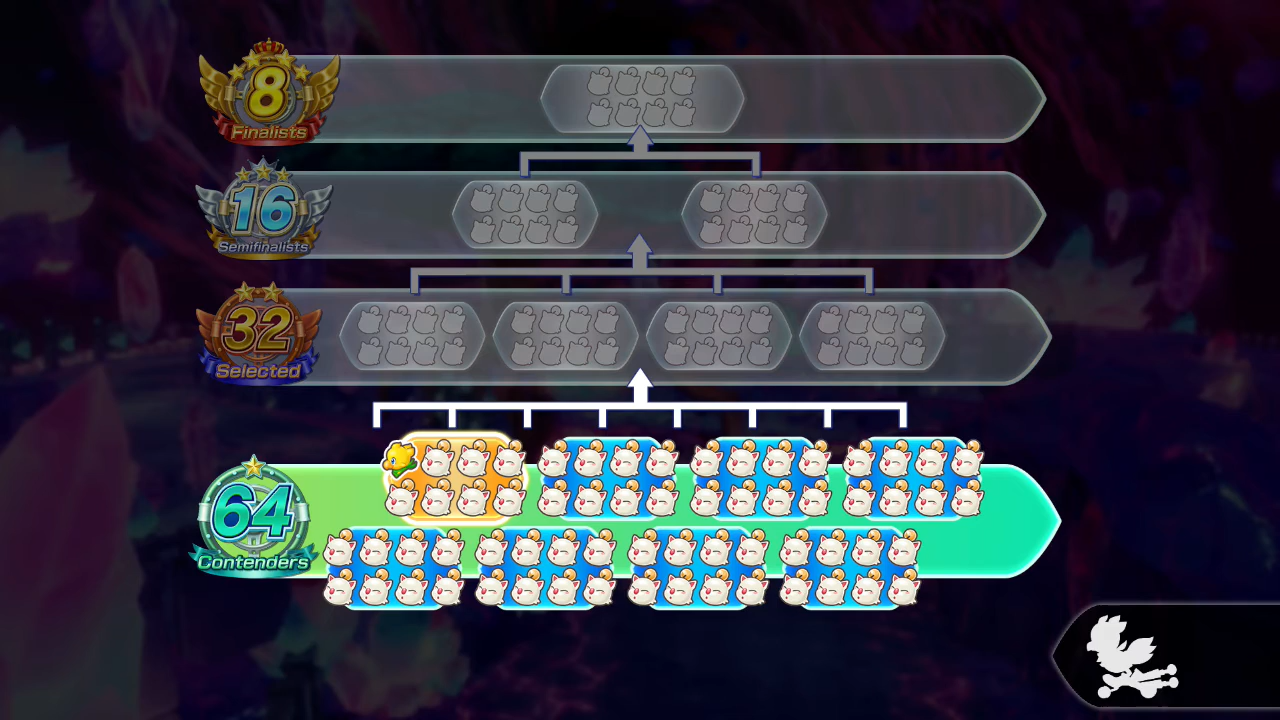 8
Finalists
16
Semifinalists
32
Selected
64
Contenders